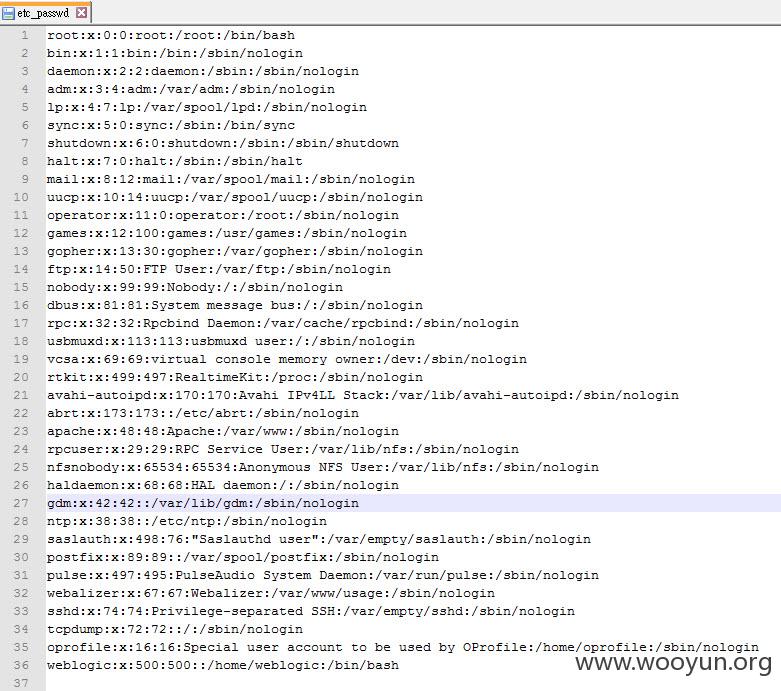 etc_passwd
1 root:x:0:0:root:/root:/bin/bash
2 bin:x:1:1:bin:/bin:/sbin/nologin
3 daemon:x:2:2:daemon:/sbin:/sbin/nologin
4 adm:x:3:4:adm:/var/adm:/sbin/nologin
5 lp:x:4:7:lp:/var/spool/lpd:/sbin/nologin
6 sync:x:5:0:sync:/sbin:/bin/sync
7 shutdown:x:6:0:shutdown:/sbin:/sbin/shutdown
8 halt:x:7:0:halt:/sbin:/sbin/halt
9 mail:x:8:12:mail:/var/spool/mail:/sbin/nologin
10 uucp:x:10:14:uucp:/var/spool/uucp:/sbin/nologin
11 operator:x:11:0:operator:/root:/sbin/nologin
12 games:x:12:100:games:/usr/games:/sbin/nologin
13 gopher:x:13:30:gopher:/var/gopher:/sbin/nologin
14 ftp:x:14:50:FTP User:/var/ftp:/sbin/nologin
15 nobody:x:99:99:Nobody:/:/sbin/nologin
16 dbus:x:81:81:System message bus:/:/sbin/nologin
17 rpc:x:32:32:Rpcbind Daemon:/var/cache/rpcbind:/sbin/nologin
18 usbmuxd:x:113:113:usbmuxd user:/:/sbin/nologin
19 vcsa:x:69:69:virtual console memory owner:/dev:/sbin/nologin
20 rtkit:x:499:497:RealtimeKit:/proc:/sbin/nologin
21 avahi-autoipd:x:170:170:Avahi IPv4LL Stack:/var/lib/avahi-autoipd:/sbin/nologin
22 abrt:x:173:173::/etc/abrt:/sbin/nologin
23 apache:x:48:48:Apache:/var/www:/sbin/nologin
24 rpcuser:x:29:29:RPC Service User:/var/lib/nfs:/sbin/nologin
25 nfsnobody:x:65534:65534:Anonymous NFS User:/var/lib/nfs:/sbin/nologin
26 haldaemon:x:68:68:HAL daemon:/:/sbin/nologin
27 gdm:x:42:42::/var/lib/gdm:/sbin/nologin
28 ntp:x:38:38::/etc/ntp:/sbin/nologin
29 saslauth:x:498:76:"Saslauthd user":/var/empty/saslauth:/sbin/nologin
30 postfix:x:89:89::/var/spool/postfix:/sbin/nologin
31 pulse:x:497:495:PulseAudio System Daemon:/var/run/pulse:/sbin/nologin
32 webalizer:x:67:67:Webalizer:/var/www/usage:/sbin/nologin
33 sshd:x:74:74:Privilege-separated SSH:/var/empty/sshd:/sbin/nologin
34 tcpdump:x:72:72::/:/sbin/nologin
35 oprofile:x:16:16:Special user account to be used by OProfile:/home/oprofile:/sbin/nologin
36 weblogic:x:500:500::/home/weblogic:/bin/bash
37
www.wooyun.org